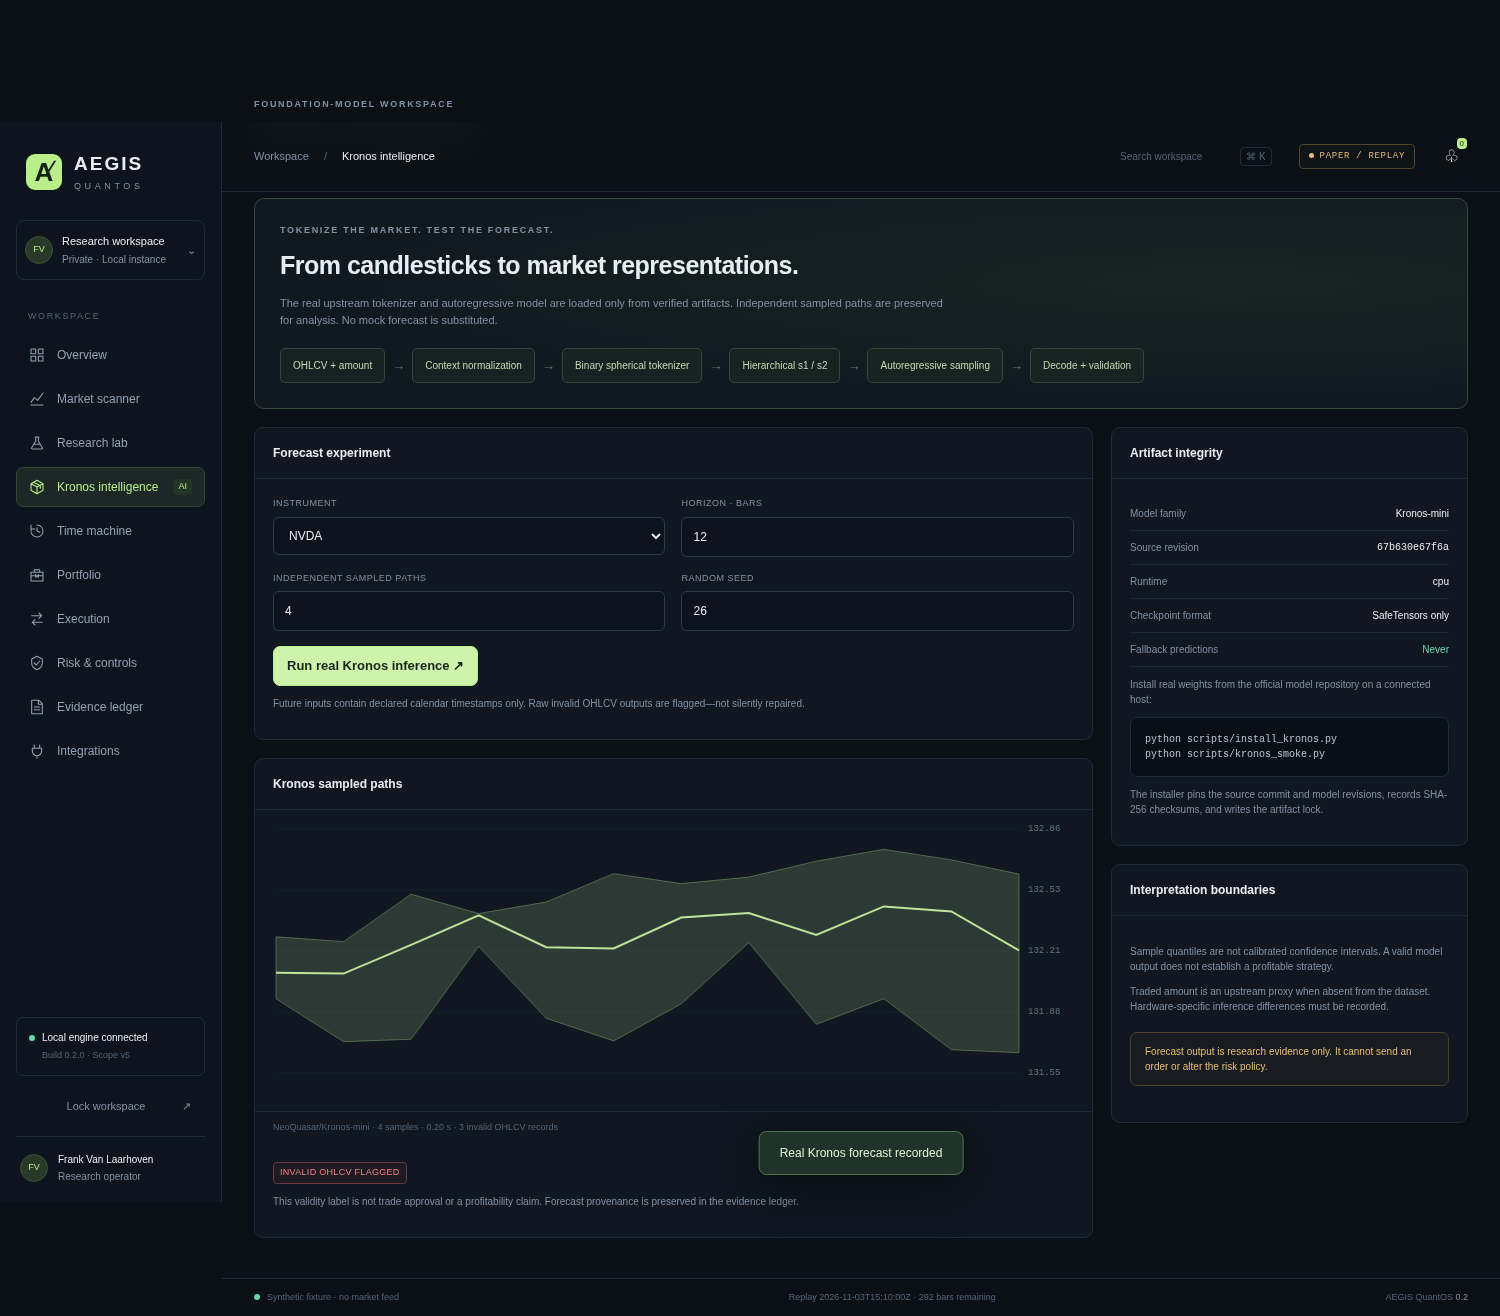 FOUNDATION-MODEL WORKSPACE
AEGIS
QUANTOS
FV
Research workspace
Private · Local instance
WORKSPACE
Overview
Market scanner
Research lab
Kronos intelligence AI
Time machine
Portfolio
Execution
Risk & controls
Evidence ledger
Integrations
Local engine connected
Build 0.2.0 · Scope v5
Lock workspace ↗
FV
Frank Van Laarhoven
Research operator
Workspace / Kronos intelligence
Search workspace ⌘ K
PAPER / REPLAY
0
TOKENIZE THE MARKET. TEST THE FORECAST.
From candlesticks to market representations.
The real upstream tokenizer and autoregressive model are loaded only from verified artifacts. Independent sampled paths are preserved
for analysis. No mock forecast is substituted.
OHLCV + amount → Context normalization → Binary spherical tokenizer → Hierarchical s1 / s2 → Autoregressive sampling → Decode + validation
Forecast experiment
INSTRUMENT
NVDA
HORIZON · BARS
12
INDEPENDENT SAMPLED PATHS
4
RANDOM SEED
26
Run real Kronos inference ↗
Future inputs contain declared calendar timestamps only. Raw invalid OHLCV outputs are flagged—not silently repaired.
Kronos sampled paths
132.86
132.53
132.21
131.88
131.55
NeoQuasar/Kronos-mini · 4 samples · 0.20 s · 3 invalid OHLCV records
INVALID OHLCV FLAGGED
This validity label is not trade approval or a profitability claim. Forecast provenance is preserved in the evidence ledger.
Real Kronos forecast recorded
Artifact integrity
Model family Kronos-mini
Source revision 67b630e67f6a
Runtime cpu
Checkpoint format SafeTensors only
Fallback predictions Never
Install real weights from the official model repository on a connected
host:
python scripts/install_kronos.py
python scripts/kronos_smoke.py
The installer pins the source commit and model revisions, records SHA-
256 checksums, and writes the artifact lock.
Interpretation boundaries
Sample quantiles are not calibrated confidence intervals. A valid model
output does not establish a profitable strategy.
Traded amount is an upstream proxy when absent from the dataset.
Hardware-specific inference differences must be recorded.
Forecast output is research evidence only. It cannot send an
order or alter the risk policy.
Synthetic fixture · no market feed
Replay 2026-11-03T15:10:00Z · 292 bars remaining
AEGIS QuantOS 0.2